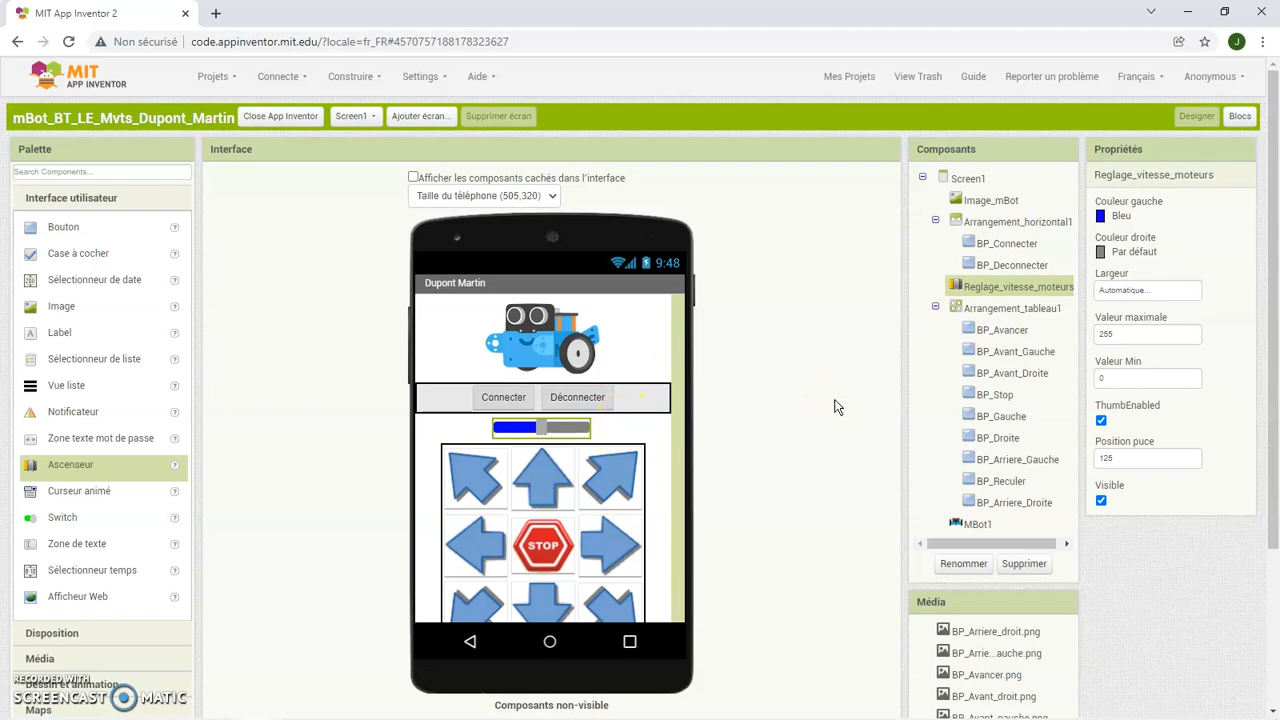 MIT App Inventor 2
Non sécurisé
code.appinventor.mit.edu/?locale=fr_FR#4570757188178323627
J
MIT
APP INVENTOR
Projets
Connecte
Construire
Settings
Aide
Mes Projets
View Trash
Guide
Reporter un problème
Français
Anonymous
mBot_BT_LE_Mvts_Dupont_Martin
Close App Inventor
Screen1
Ajouter écran...
Supprimer écran
Designer
Blocs
Palette
Search Components...
Interface utilisateur
Bouton
Case à cocher
Sélectionneur de date
Image
Label
Sélectionneur de liste
Vue liste
Notificateur
Zone texte mot de passe
Ascenseur
Curseur animé
Switch
Zone de texte
Sélectionneur temps
Afficheur Web
Disposition
Média
Dessin et animation
Maps
RECORDED WITH
SCREENCAST MATIC
Interface
Afficher les composants cachés dans l'interface
Taille du téléphone (505,320)
9:48
Dupont Martin
Connecter
Déconnecter
STOP
Composants non-visible
Composants
Screen1
Image_mBot
Arrangement_horizontal1
BP_Connecter
BP_Deconnecter
Reglage_vitesse_moteurs
Arrangement_tableau1
BP_Avancer
BP_Avant_Gauche
BP_Avant_Droite
BP_Stop
BP_Gauche
BP_Droite
BP_Arriere_Gauche
BP_Reculer
BP_Arriere_Droite
MBot1
Renommer
Supprimer
Média
BP_Arriere_droit.png
BP_Arrie...auche.png
BP_Avancer.png
BP_Avant_droit.png
BP_Avant_gauche.png
Propriétés
Reglage_vitesse_moteurs
Couleur gauche
Bleu
Couleur droite
Par défaut
Largeur
Automatique...
Valeur maximale
255
Valeur Min
0
ThumbEnabled
Position puce
125
Visible